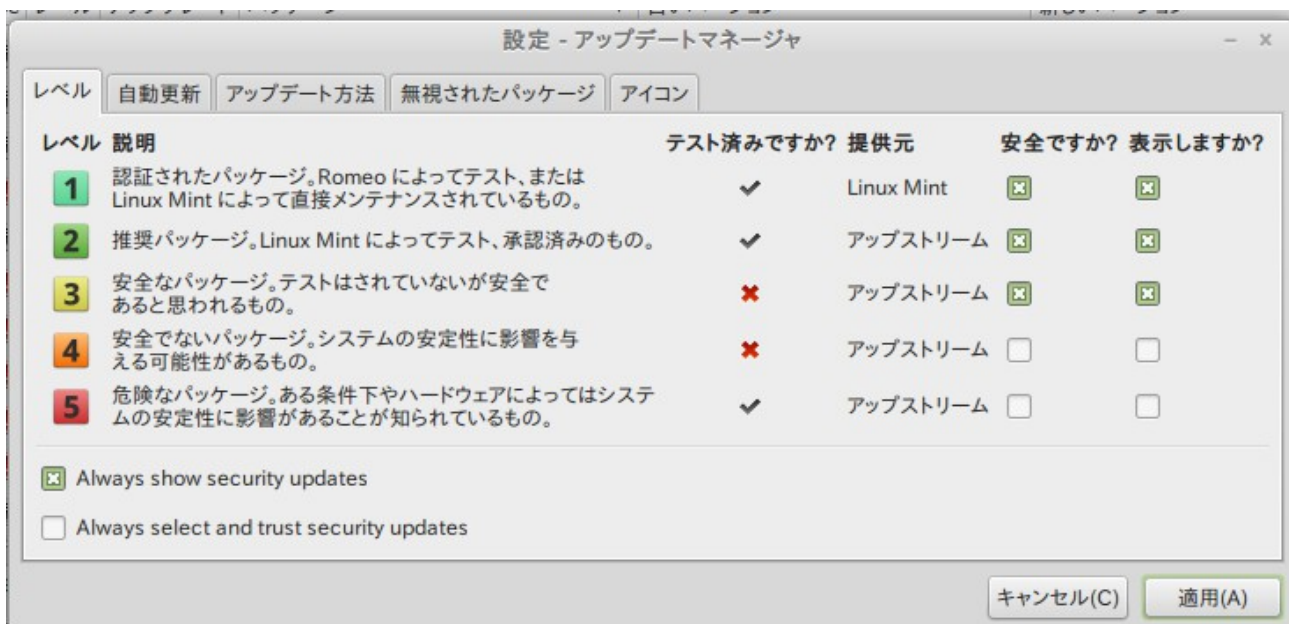 設定 - アップデートマネージャ
レベル 自動更新 アップデート方法 無視されたパッケージ アイコン
レベル 説明 テスト済みですか? 提供元 安全ですか? 表示しますか?
1 認証されたパッケージ。Romeo によってテスト、または
Linux Mint によって直接メンテナンスされているもの。
Linux Mint
2 推奨パッケージ。Linux Mint によってテスト、承認済みのもの。 アップストリーム
3 安全なパッケージ。テストはされていないが安全で
あると思われるもの。
アップストリーム
4 安全でないパッケージ。システムの安定性に影響を与
える可能性があるもの。
アップストリーム
5 危険なパッケージ。ある条件下やハードウェアによってはシステ
ムの安定性に影響があることが知られているもの。
アップストリーム
Always show security updates
Always select and trust security updates
キャンセル(C) 適用(A)